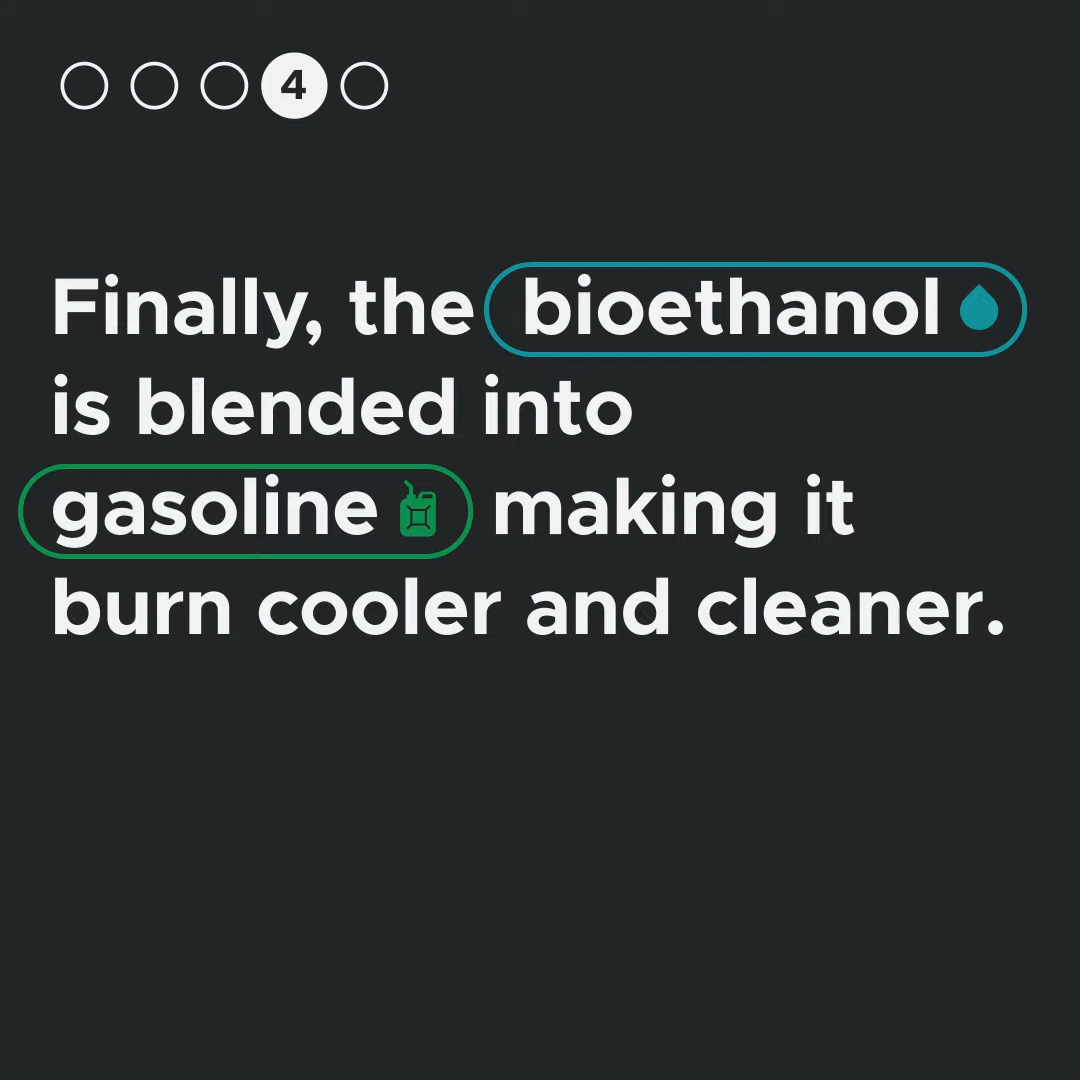 4
Finally, the bioethanol
is blended into
gasoline making it
burn cooler and cleaner.